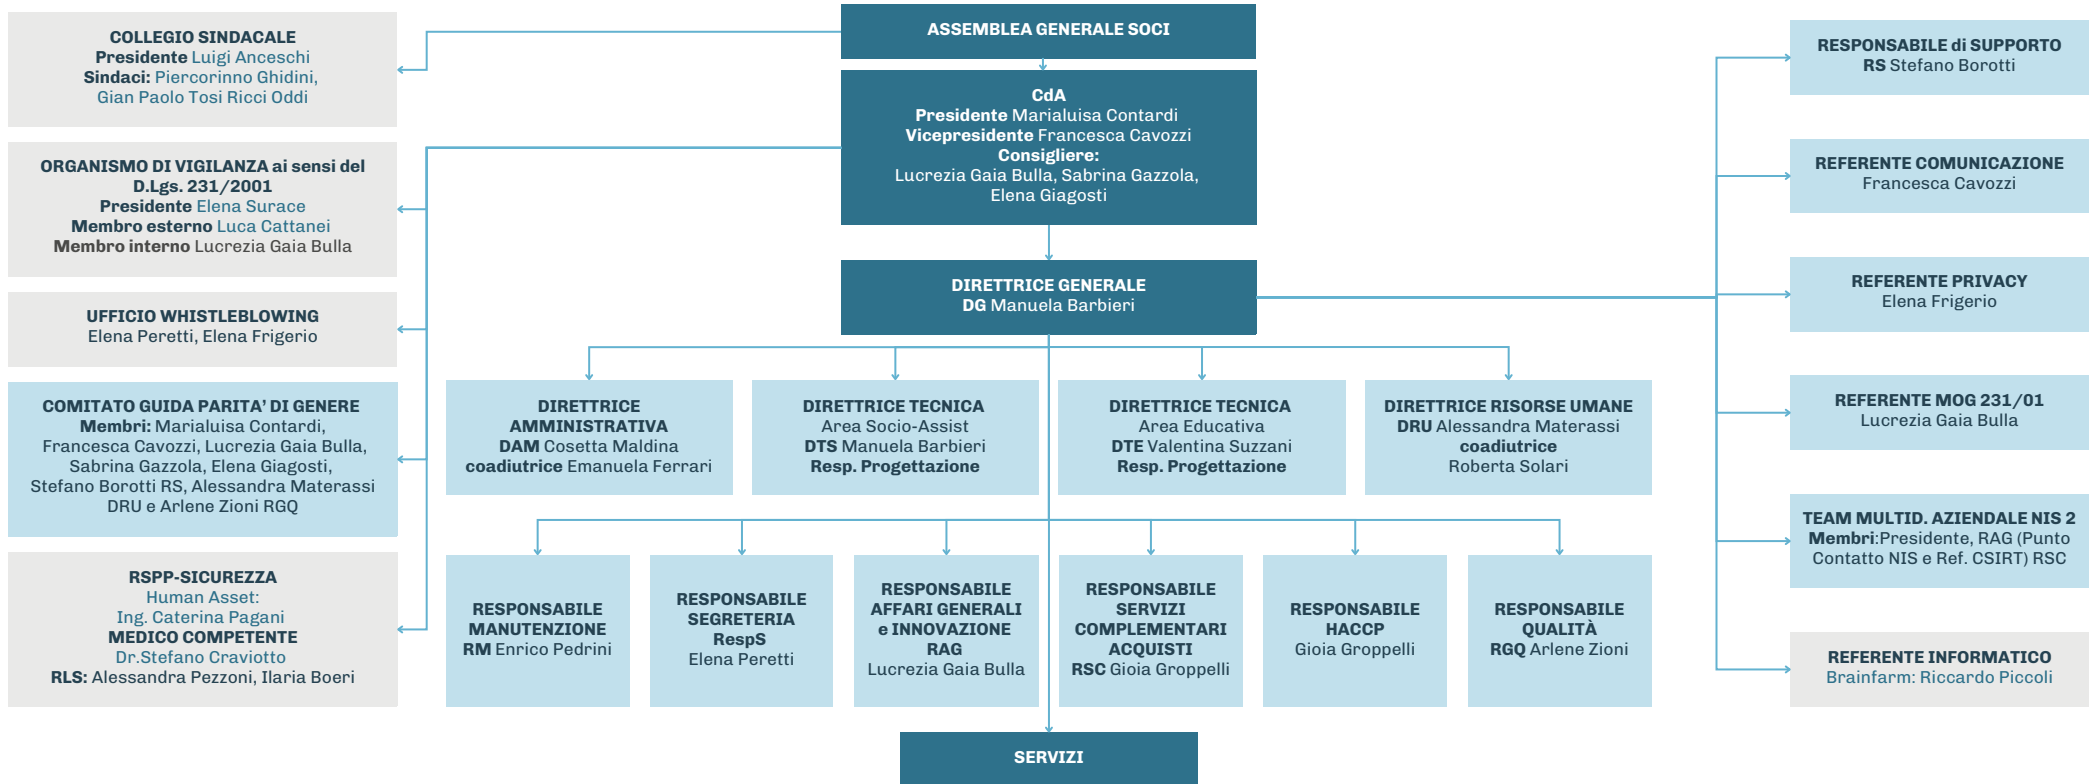 COLLEGIO SINDACALE
Presidente Luigi Anceschi
Sindaci: Piercorinno Ghidini,
Gian Paolo Tosi Ricci Oddi
ORGANISMO DI VIGILANZA ai sensi del
D.Lgs. 231/2001
Presidente Elena Surace
Membro esterno Luca Cattanei
Membro interno Lucrezia Gaia Bulla
UFFICIO WHISTLEBLOWING
Elena Peretti, Elena Frigerio
COMITATO GUIDA PARITA' DI GENERE
Membri: Marialuisa Contardi,
Francesca Cavozzi, Lucrezia Gaia Bulla,
Sabrina Gazzola, Elena Giagosti,
Stefano Borotti RS, Alessandra Materassi
DRU e Arlene Zioni RGQ
RSPP-SICUREZZA
Human Asset:
Ing. Caterina Pagani
MEDICO COMPETENTE
Dr.Stefano Craviotto
RLS: Alessandra Pezzoni, Ilaria Boeri
ASSEMBLEA GENERALE SOCI
CdA
Presidente Marialuisa Contardi
Vicepresidente Francesca Cavozzi
Consigliere:
Lucrezia Gaia Bulla, Sabrina Gazzola,
Elena Giagosti
DIRETTRICE GENERALE
DG Manuela Barbieri
DIRETTRICE
AMMINISTRATIVA
DAM Cosetta Maldina
coadiutrice Emanuela Ferrari
DIRETTRICE TECNICA
Area Socio-Assist
DTS Manuela Barbieri
Resp. Progettazione
DIRETTRICE TECNICA
Area Educativa
DTE Valentina Suzzani
Resp. Progettazione
DIRETTRICE RISORSE UMANE
DRU Alessandra Materassi
coadiutrice
Roberta Solari
RESPONSABILE
MANUTENZIONE
RM Enrico Pedrini
RESPONSABILE
SEGRETERIA
RespS
Elena Peretti
RESPONSABILE
AFFARI GENERALI
e INNOVAZIONE
RAG
Lucrezia Gaia Bulla
RESPONSABILE
SERVIZI
COMPLEMENTARI
ACQUISTI
RSC Gioia Groppelli
RESPONSABILE
HACCP
Gioia Groppelli
RESPONSABILE
QUALITÀ
RGQ Arlene Zioni
SERVIZI
RESPONSABILE di SUPPORTO
RS Stefano Borotti
REFERENTE COMUNICAZIONE
Francesca Cavozzi
REFERENTE PRIVACY
Elena Frigerio
REFERENTE MOG 231/01
Lucrezia Gaia Bulla
TEAM MULTID. AZIENDALE NIS 2
Membri:Presidente, RAG (Punto
Contatto NIS e Ref. CSIRT) RSC
REFERENTE INFORMATICO
Brainfarm: Riccardo Piccoli